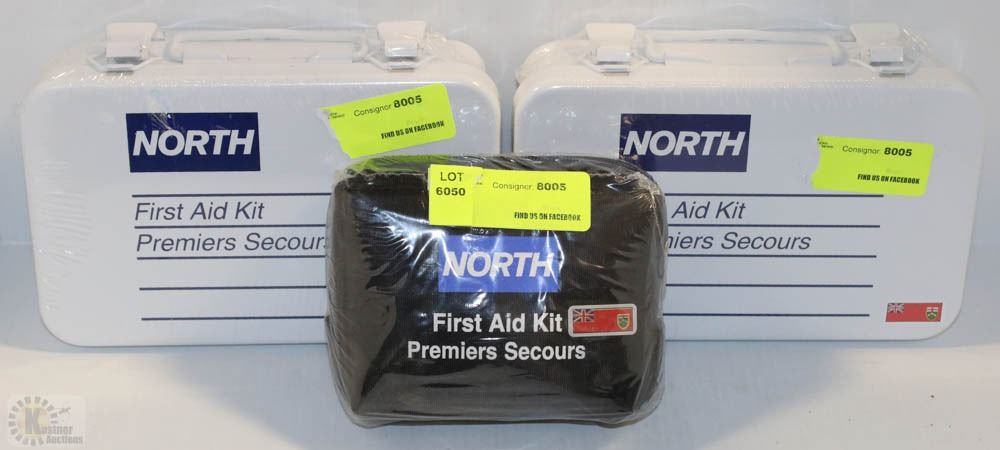 NORTH
First Aid Kit
Premiers Secours
Consignor 8005
FIND US ON FACEBOOK
LOT
6050
Consignor: 8005
FIND US ON FACEBOOK
NORTH
First Aid Kit
Premiers Secours
NORTH
Consignor: 8005
FIND US ON FACEBOOK
Aid Kit
iers Secours
Kastner
Auctions